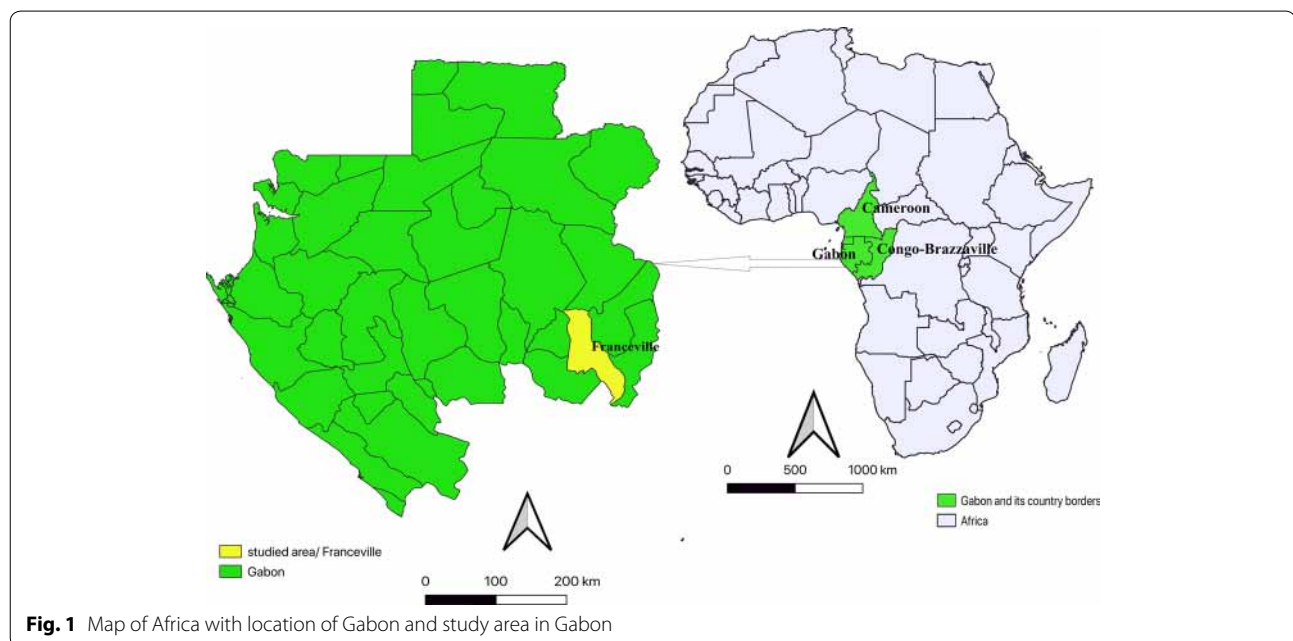 Cameroon
Gabon
Congo-Brazzaville
Franceville
0 500 1000 km
Gabon and its country borders
Africa
studied area/ Franceville
Gabon
0 100 200 km
Fig. 1 Map of Africa with location of Gabon and study area in Gabon